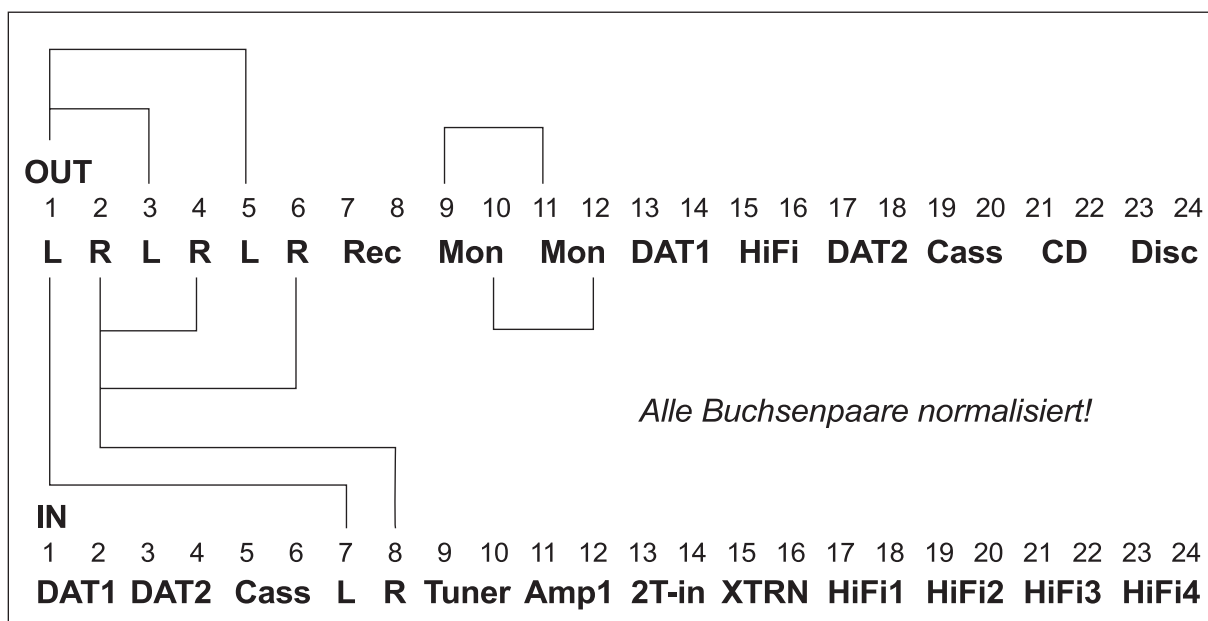 OUT
1 2 3 4 5 6 7 8 9 10 11 12 13 14 15 16 17 18 19 20 21 22 23 24
L R L R L R Rec Mon Mon DAT1 HiFi DAT2 Cass CD Disc
Alle Buchsenpaare normalisiert!
IN
1 2 3 4 5 6 7 8 9 10 11 12 13 14 15 16 17 18 19 20 21 22 23 24
DAT1 DAT2 Cass L R Tuner Amp1 2T-in XTRN HiFi1 HiFi2 HiFi3 HiFi4